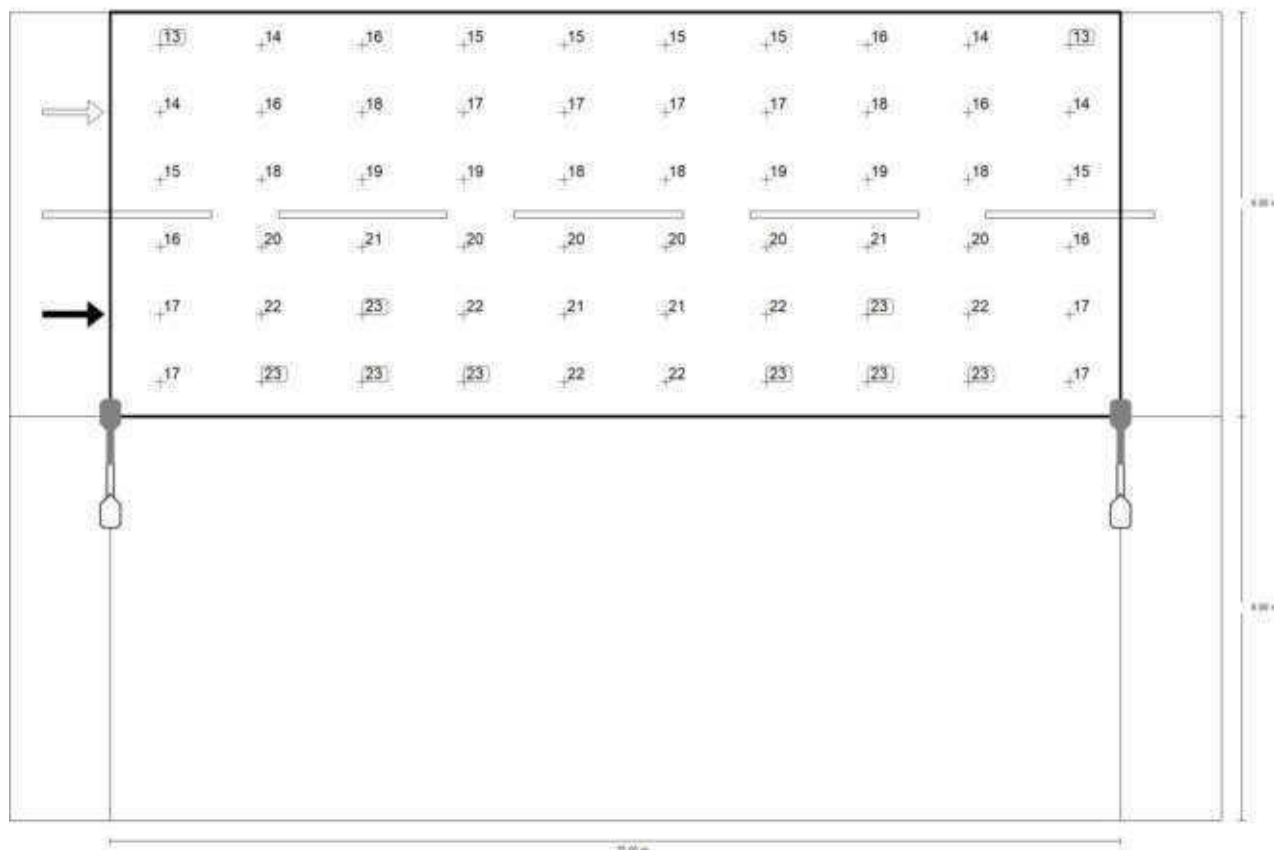 13 14 16 15 15 15 15 16 14 13
14 16 18 17 17 17 17 18 16 14
15 18 19 19 18 18 19 19 18 15
16 20 21 20 20 20 20 21 20 16
17 22 23 22 21 21 22 23 22 17
17 23 23 23 22 22 23 23 23 17